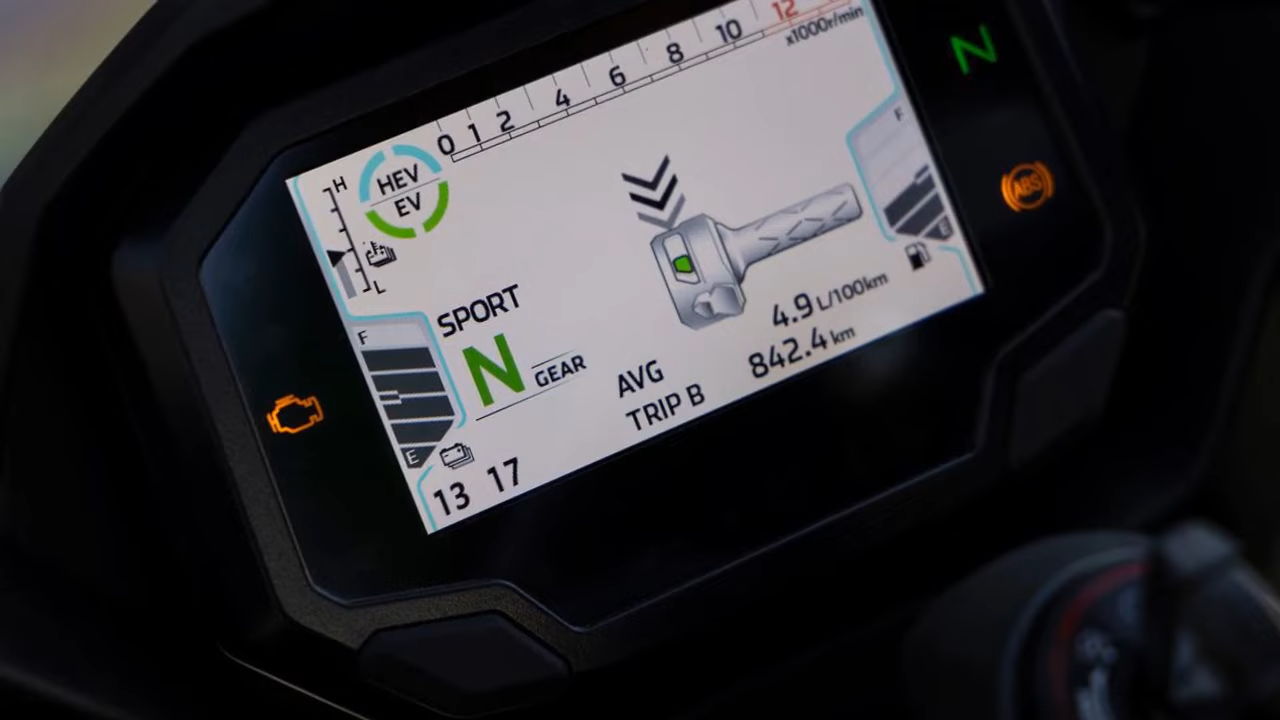 0 1 2 4 6 8 10 12
x1000r/min
N
H
HEV
EV
L
F
E
ABS
SPORT
N GEAR
F
E
4.9 L/100km
AVG 842.4 km
TRIP B
13 17